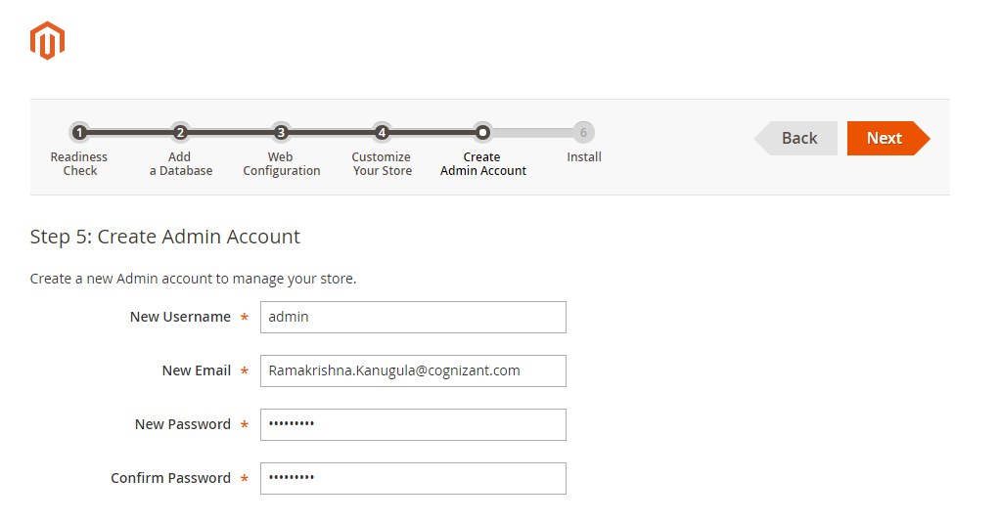 1 2 3 4 6
Readiness Check
Add a Database
Web Configuration
Customize Your Store
Create Admin Account
Install
Back
Next
Step 5: Create Admin Account
Create a new Admin account to manage your store.
New Username * admin
New Email * Ramakrishna.Kanugula@cognizant.com
New Password * •••••••••
Confirm Password * •••••••••